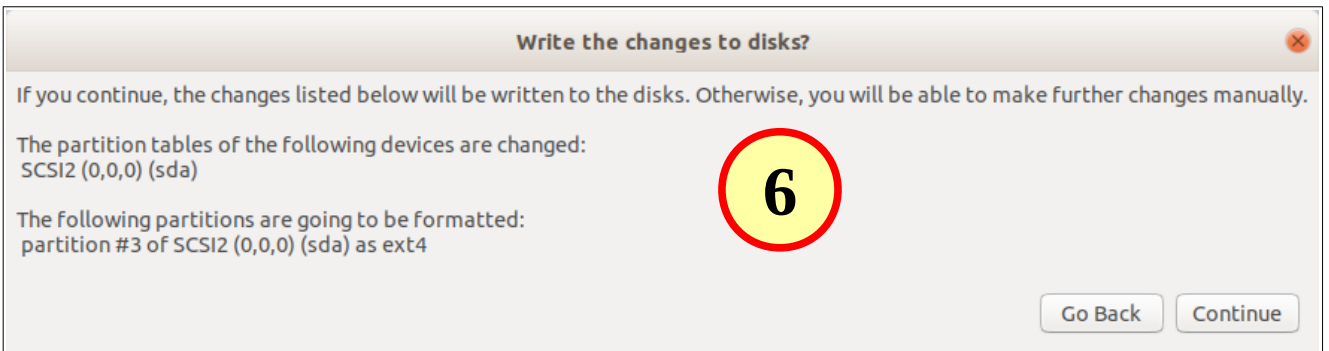 Write the changes to disks?
If you continue, the changes listed below will be written to the disks. Otherwise, you will be able to make further changes manually.
The partition tables of the following devices are changed:
SCSI2 (0,0,0) (sda)
6
The following partitions are going to be formatted:
partition #3 of SCSI2 (0,0,0) (sda) as ext4
Go Back
Continue